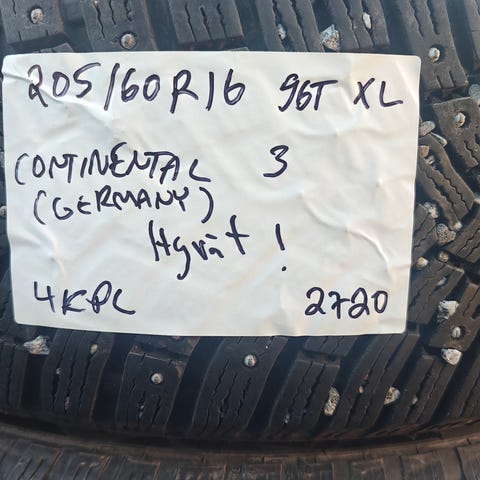 205/60R16 96T XL
CONTINENTAL 3
(GERMANY)
Hyvät!
4KPL 2720